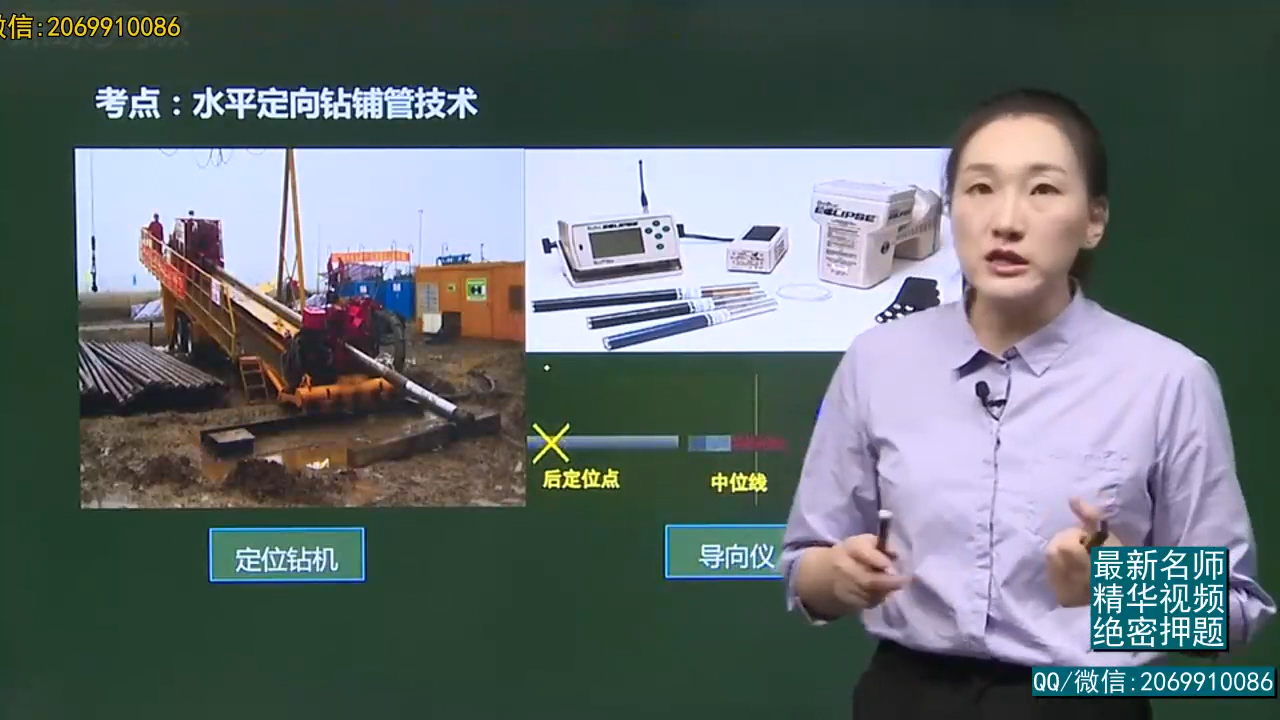 微信:2069910086
考点：水平定向钻铺管技术
ECLIPSE
ECLIPSE
后定位点
中位线
定位钻机
导向仪
最新名师
精华视频
绝密押题
QQ/微信:2069910086